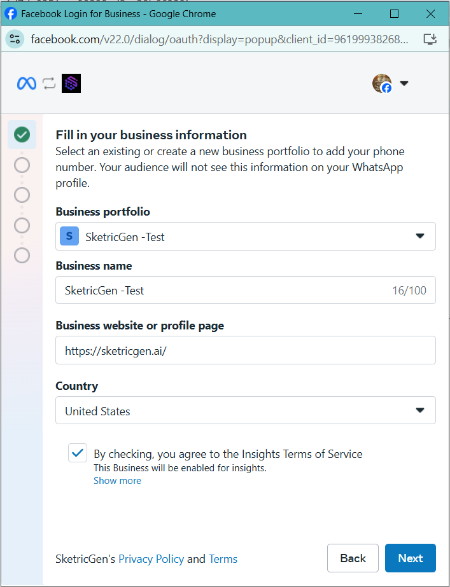 Facebook Login for Business - Google Chrome
facebook.com/v22.0/dialog/oauth?display=popup&client_id=96199938268...
Fill in your business information
Select an existing or create a new business portfolio to add your phone
number. Your audience will not see this information on your WhatsApp
profile.
Business portfolio
S SketricGen -Test
Business name
SketricGen -Test 16/100
Business website or profile page
https://sketricgen.ai/
Country
United States
By checking, you agree to the Insights Terms of Service
This Business will be enabled for insights.
Show more
SketricGen's Privacy Policy and Terms
Back
Next